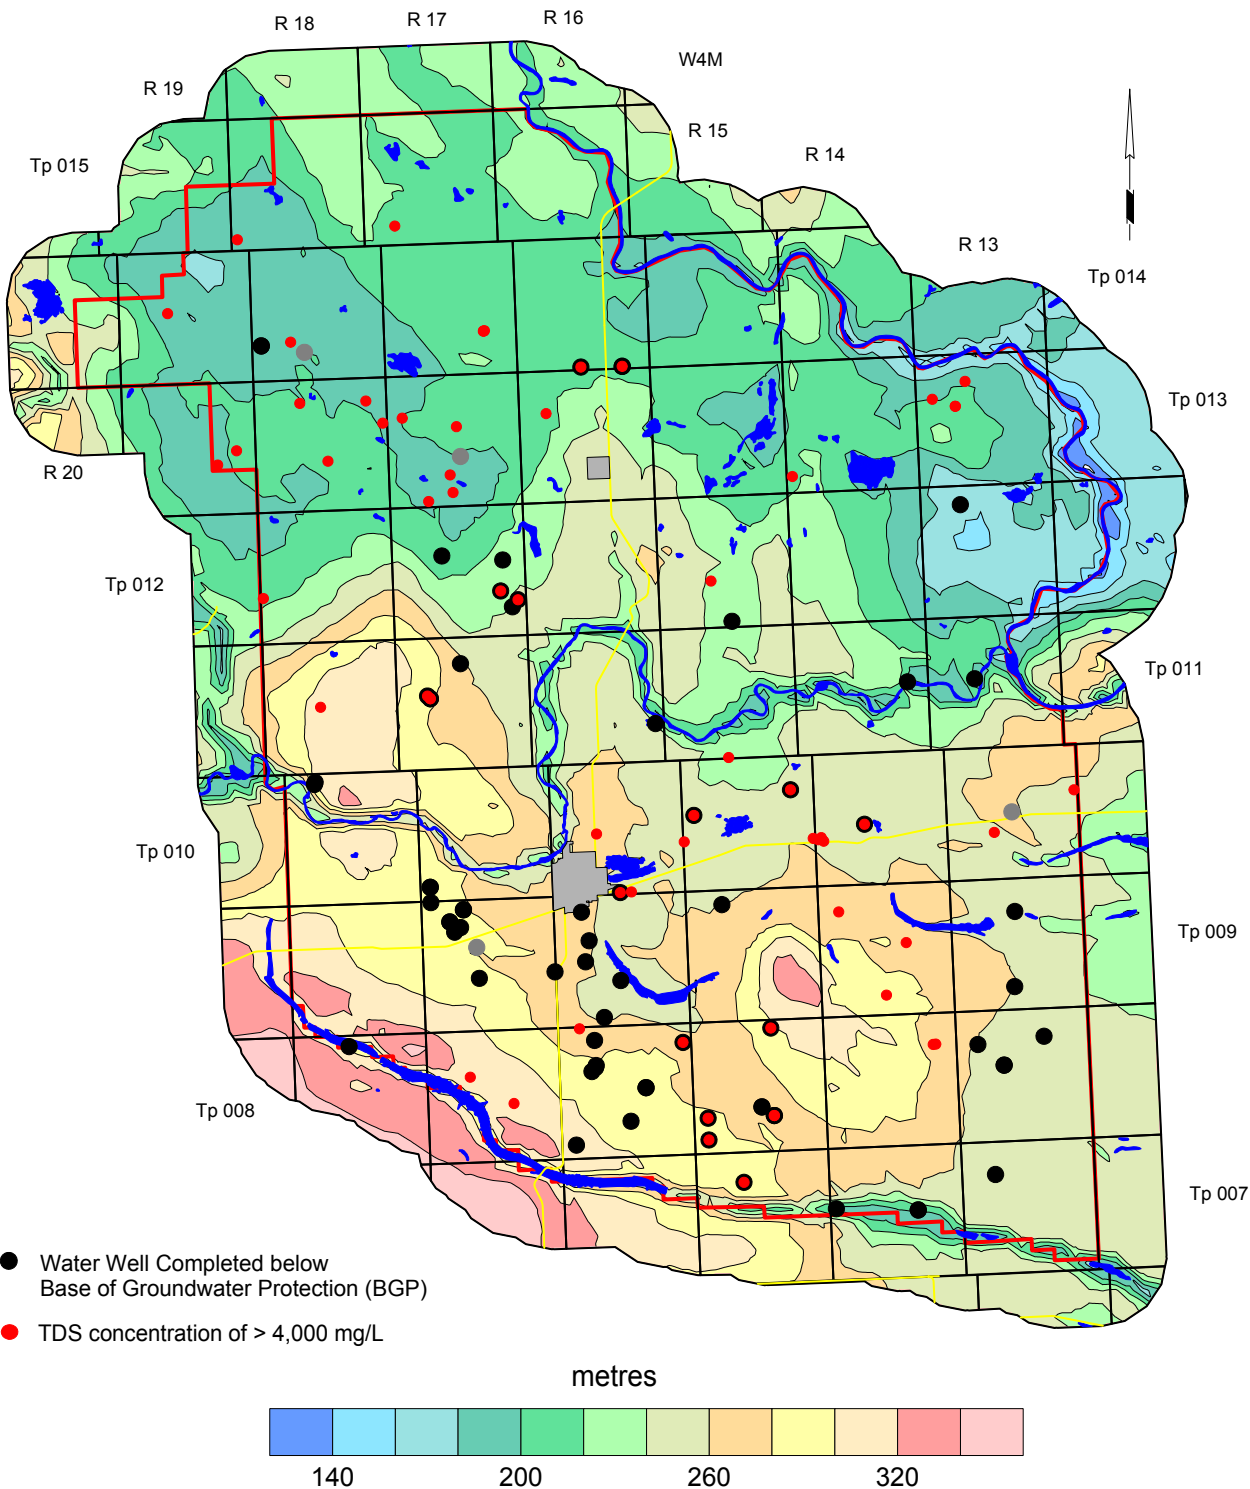 R 16
R 17
R 18
W4M
R 19
R 15
R 14
Tp 015
R 13
Tp 014
Tp 013
R 20
Tp 012
Tp 011
Tp 010
Tp 009
Tp 008
Tp 007
Water Well Completed below
Base of Groundwater Protection (BGP)
TDS concentration of > 4,000 mg/L
metres
140 200 260 320